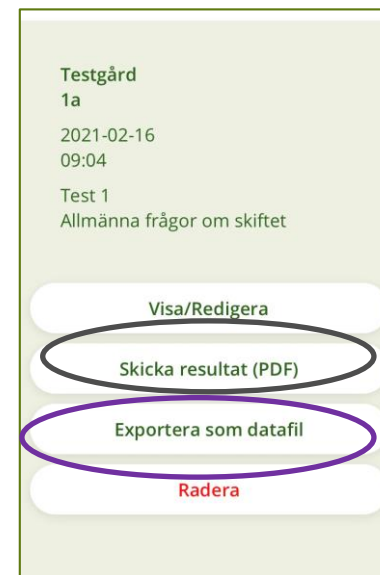 Testgård
1a
2021-02-16
09:04
Test 1
Allmänna frågor om skiftet
Visa/Redigera
Skicka resultat (PDF)
Exportera som datafil
Radera